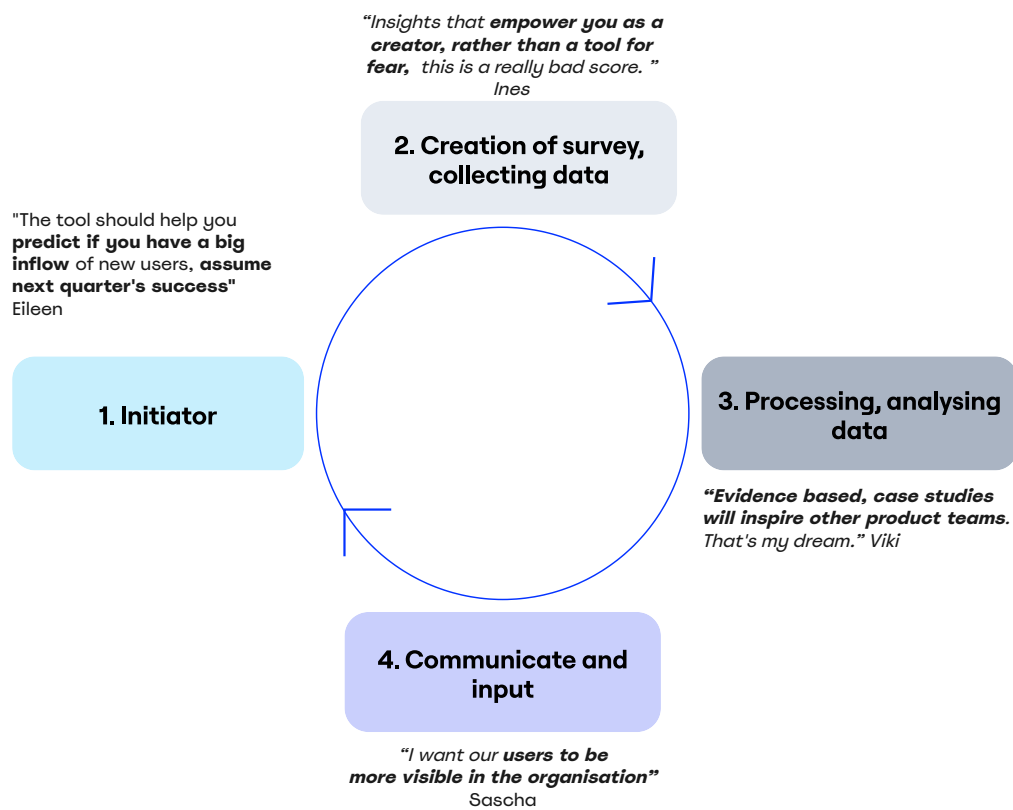 “Insights that empower you as a
creator, rather than a tool for
fear, this is a really bad score. ”
Ines
2. Creation of survey,
collecting data
"The tool should help you
predict if you have a big
inflow of new users, assume
next quarter's success"
Eileen
1. Initiator
3. Processing, analysing
data
“Evidence based, case studies
will inspire other product teams.
That's my dream.” Viki
4. Communicate and
input
“I want our users to be
more visible in the organisation”
Sascha